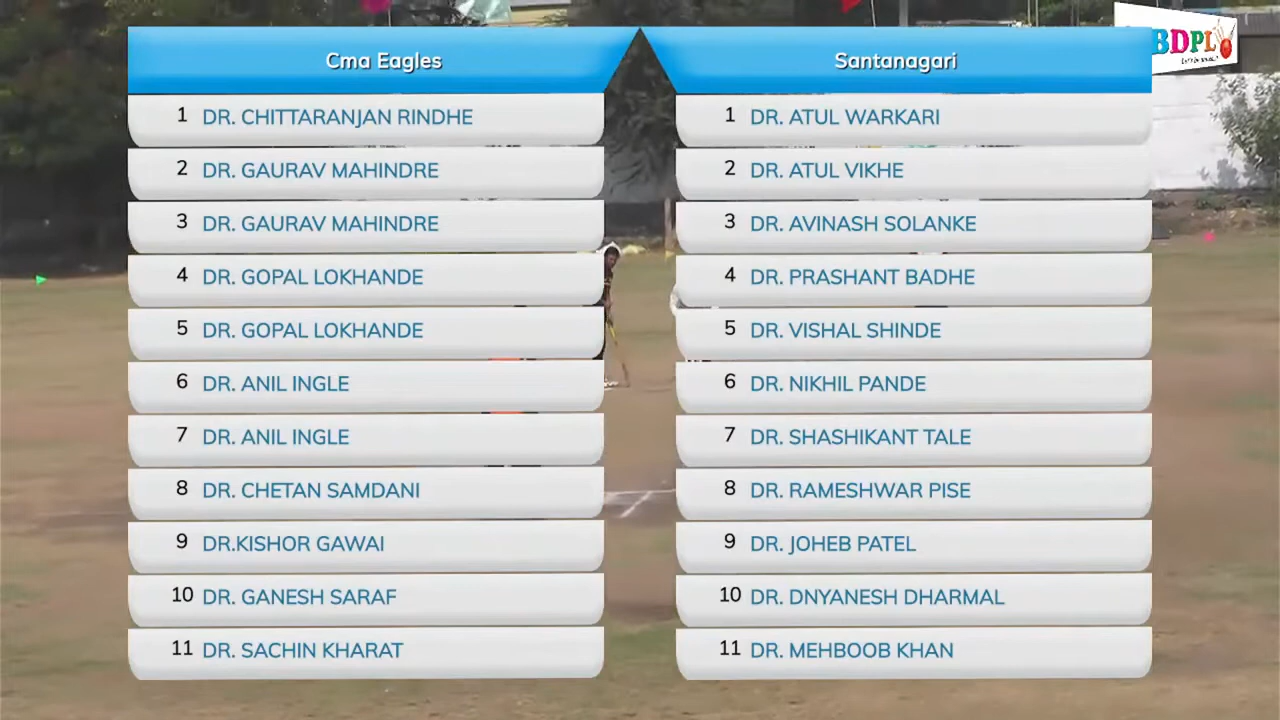 Cma Eagles
1 DR. CHITTARANJAN RINDHE
2 DR. GAURAV MAHINDRE
3 DR. GAURAV MAHINDRE
4 DR. GOPAL LOKHANDE
5 DR. GOPAL LOKHANDE
6 DR. ANIL INGLE
7 DR. ANIL INGLE
8 DR. CHETAN SAMDANI
9 DR.KISHOR GAWAI
10 DR. GANESH SARAF
11 DR. SACHIN KHARAT
Santanagari
1 DR. ATUL WARKARI
2 DR. ATUL VIKHE
3 DR. AVINASH SOLANKE
4 DR. PRASHANT BADHE
5 DR. VISHAL SHINDE
6 DR. NIKHIL PANDE
7 DR. SHASHIKANT TALE
8 DR. RAMESHWAR PISE
9 DR. JOHEB PATEL
10 DR. DNYANESH DHARMAL
11 DR. MEHBOOB KHAN
BDPL